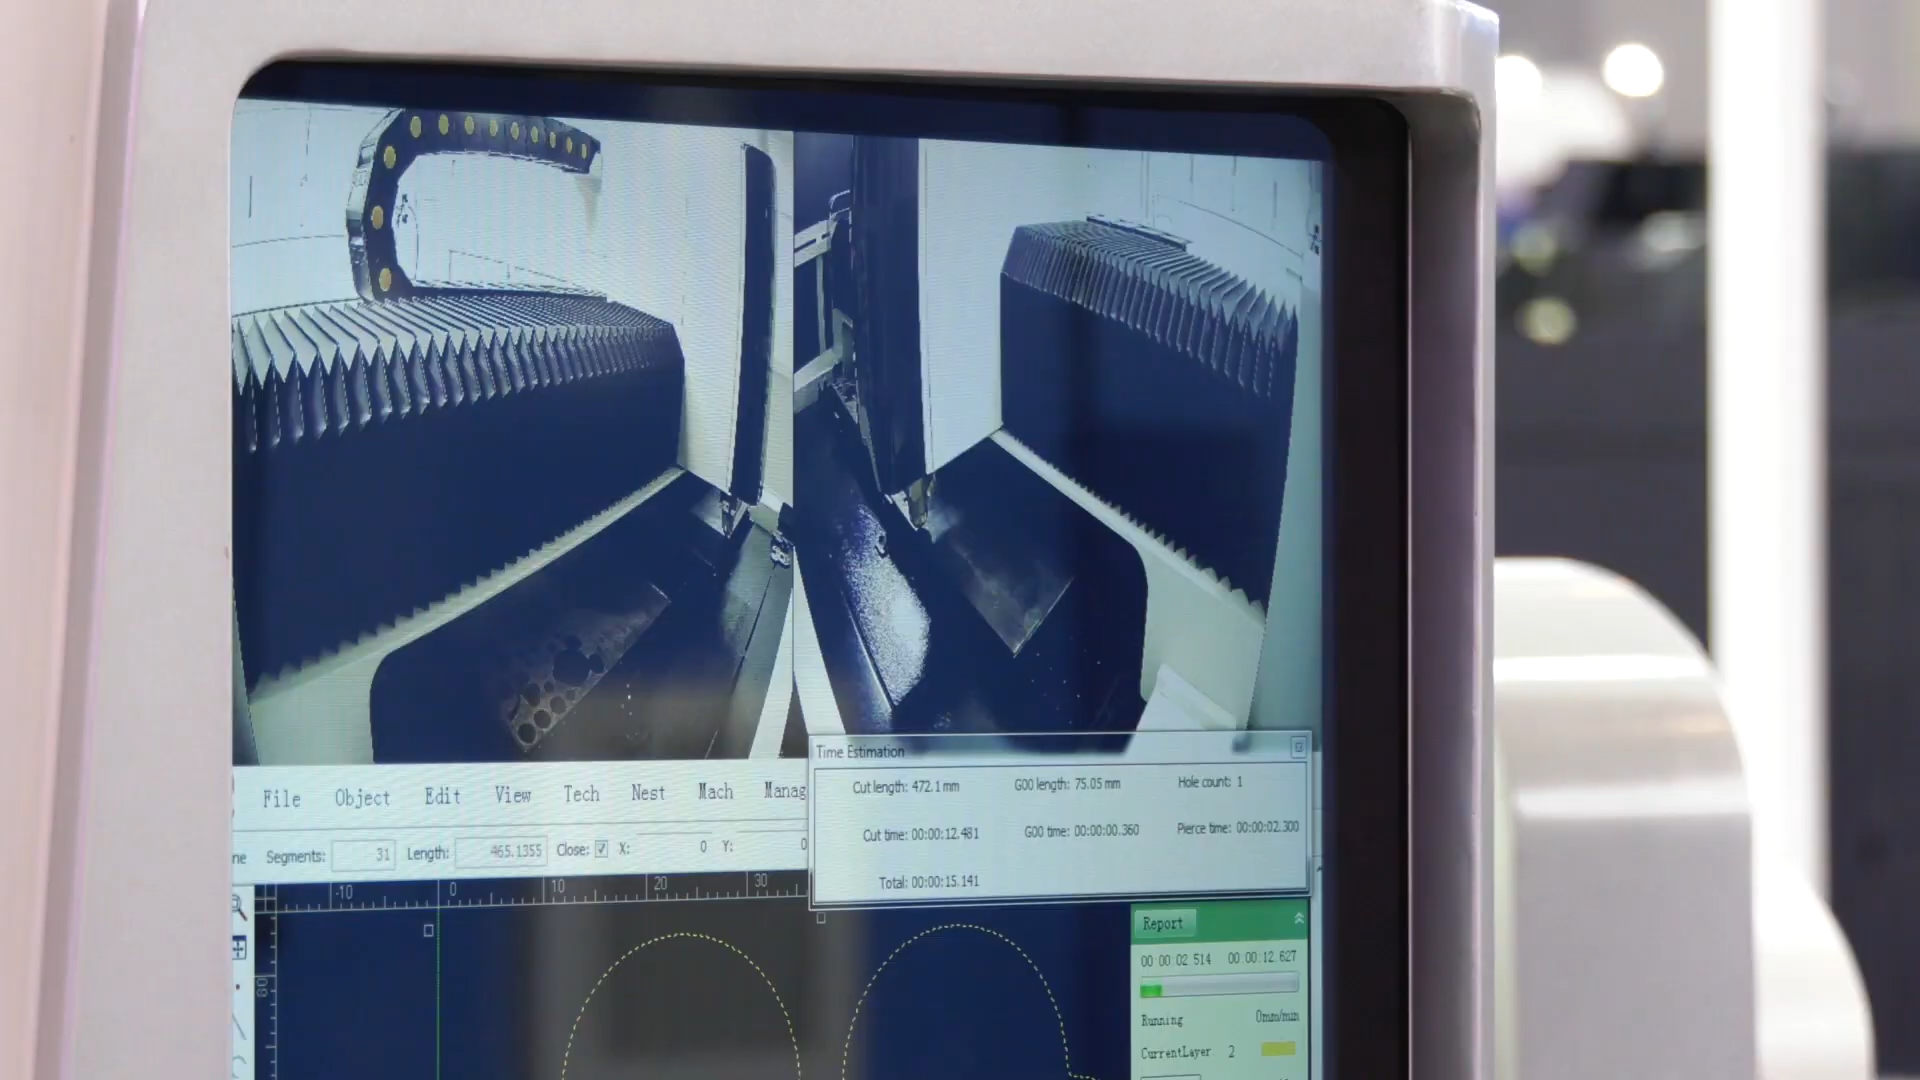 Time Estimation
Cut length: 472.1 mm G00 length: 75.05 mm Hole count: 1
Cut time: 00:00:12.481 G00 time: 00:00:00.360 Pierce time: 00:00:02.300
Total: 00:00:15.141
File Object Edit View Tech Nest Mach Manag
ne Segments: 31 Length: 465.1355 Close: X: 0 Y: 0
-10 0 10 20 30
Report
00 00 02 514 00:00:12.627
Running 0mm/min
CurrentLayer 2